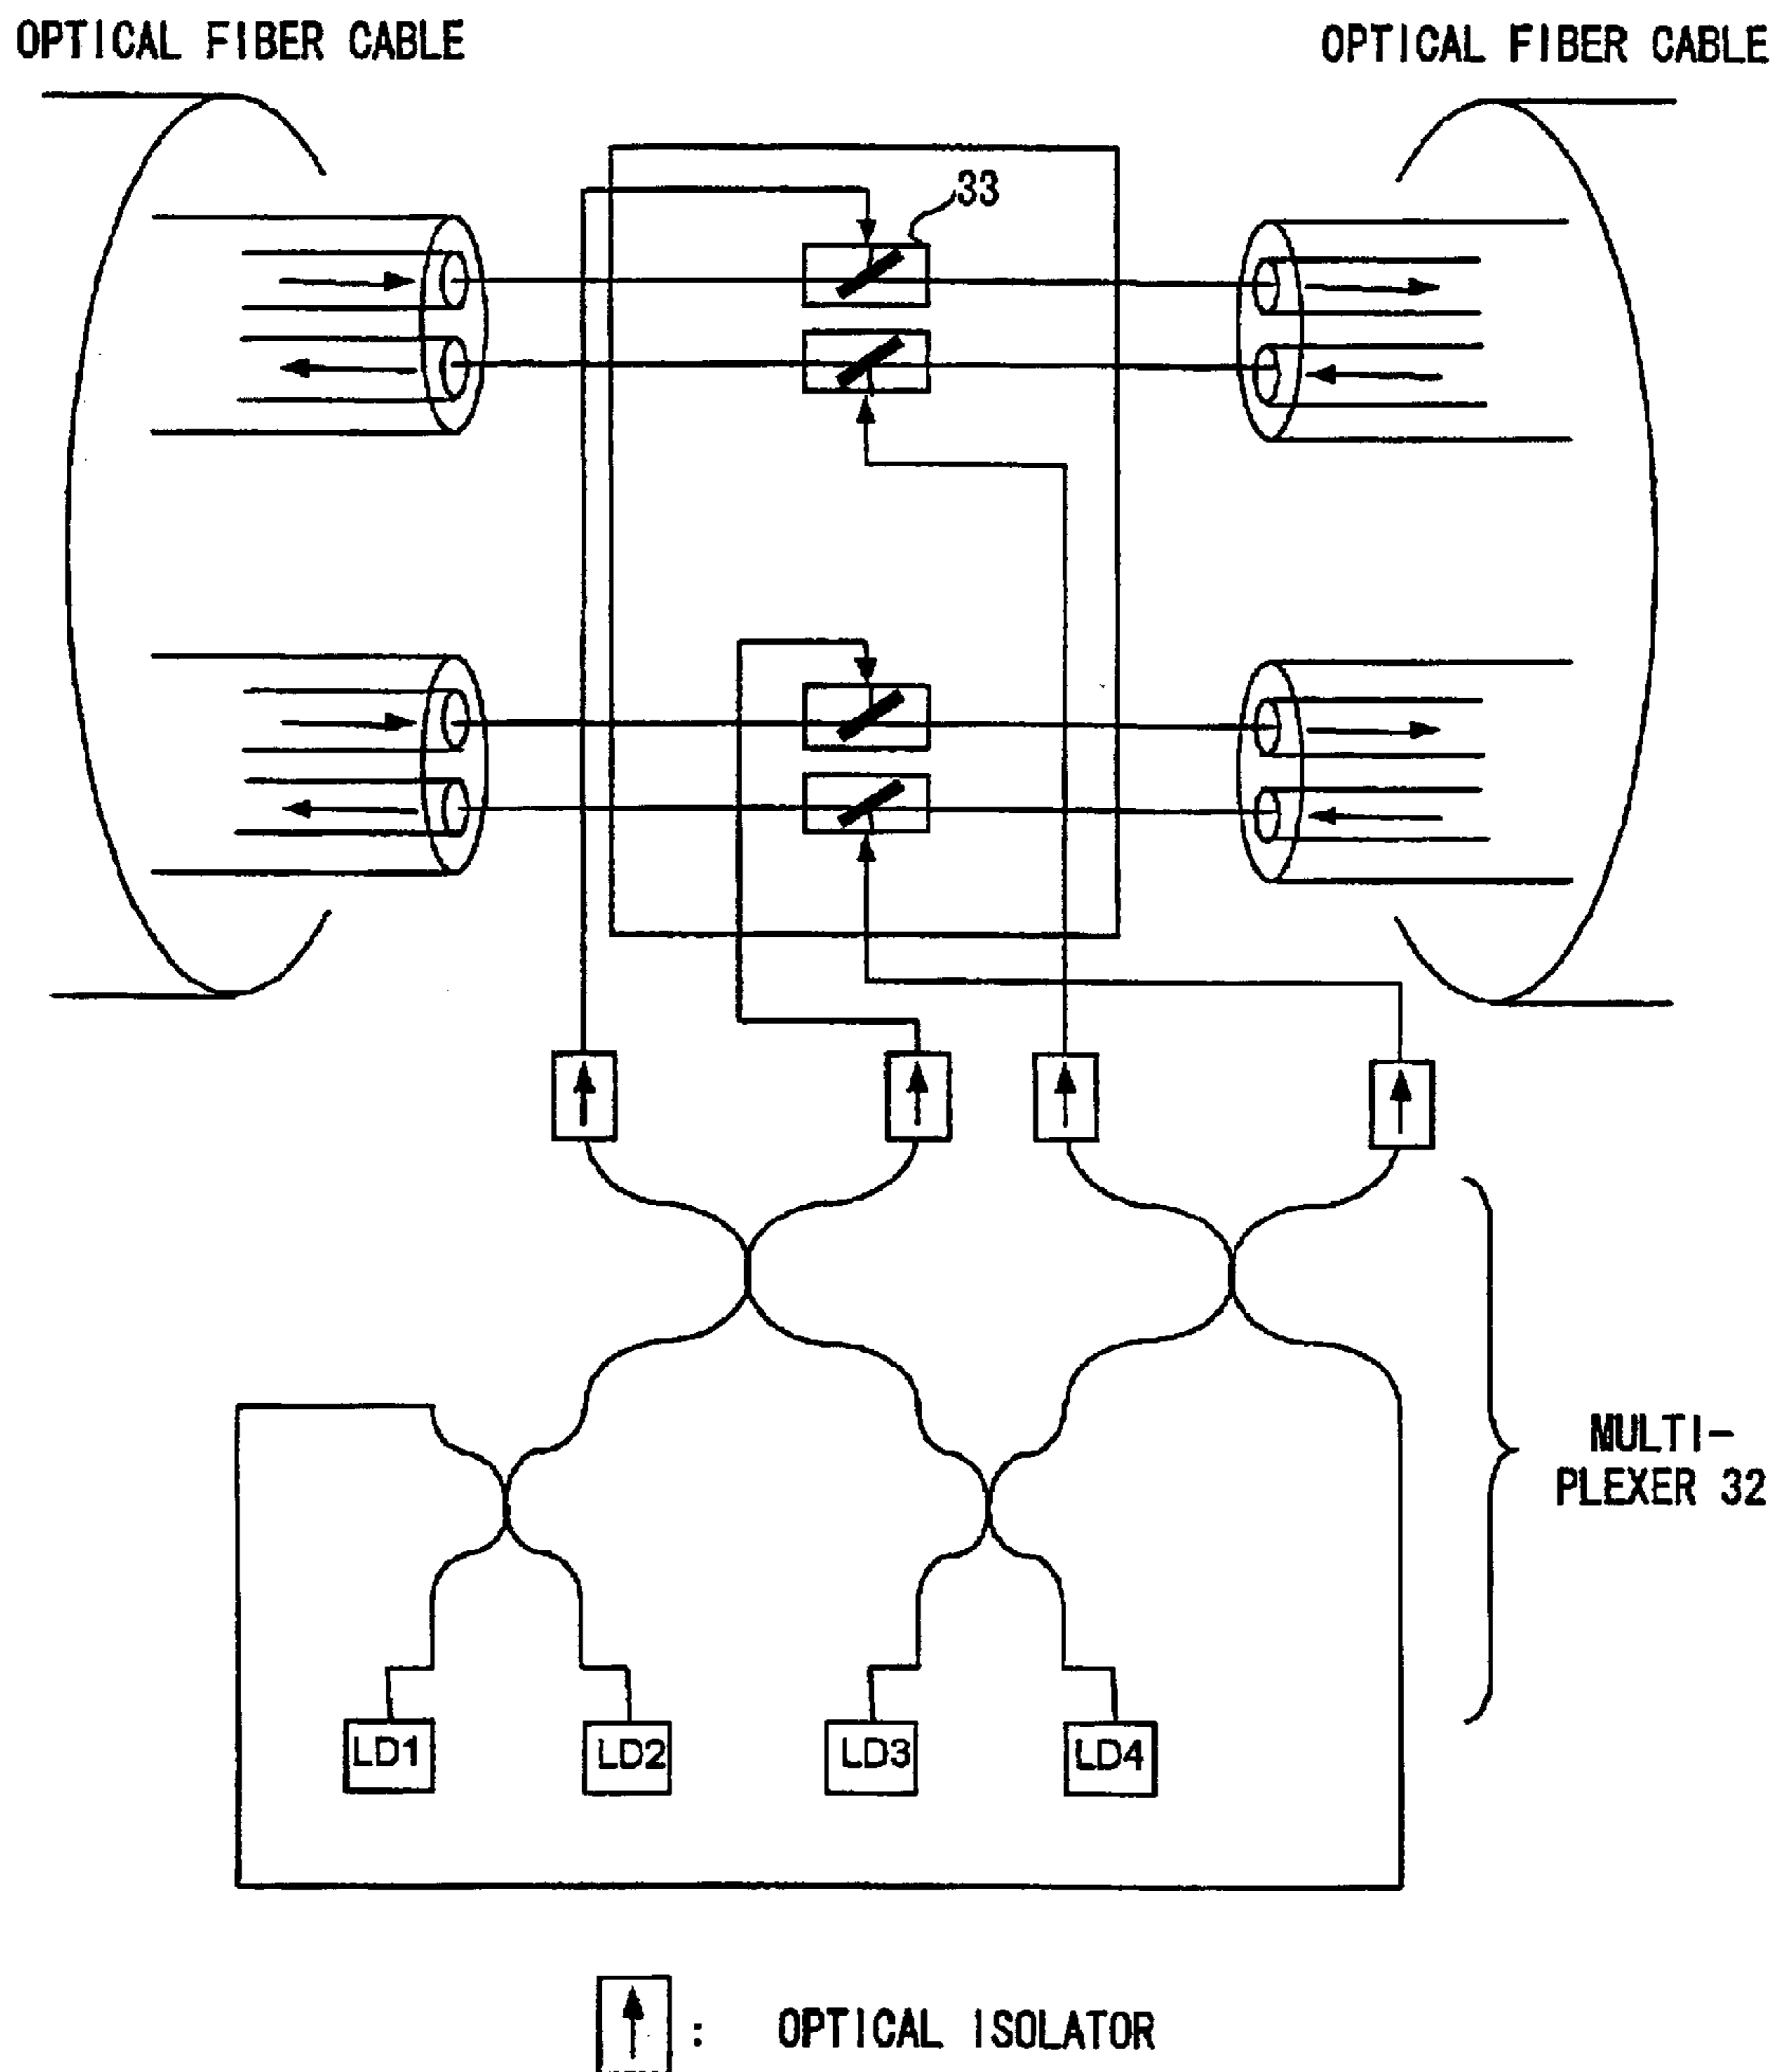 OPTICAL FIBER CABLE
OPTICAL FIBER CABLE
33
MULTI-
PLEXER 32
LD1
LD2
LD3
LD4
: OPTICAL ISOLATOR